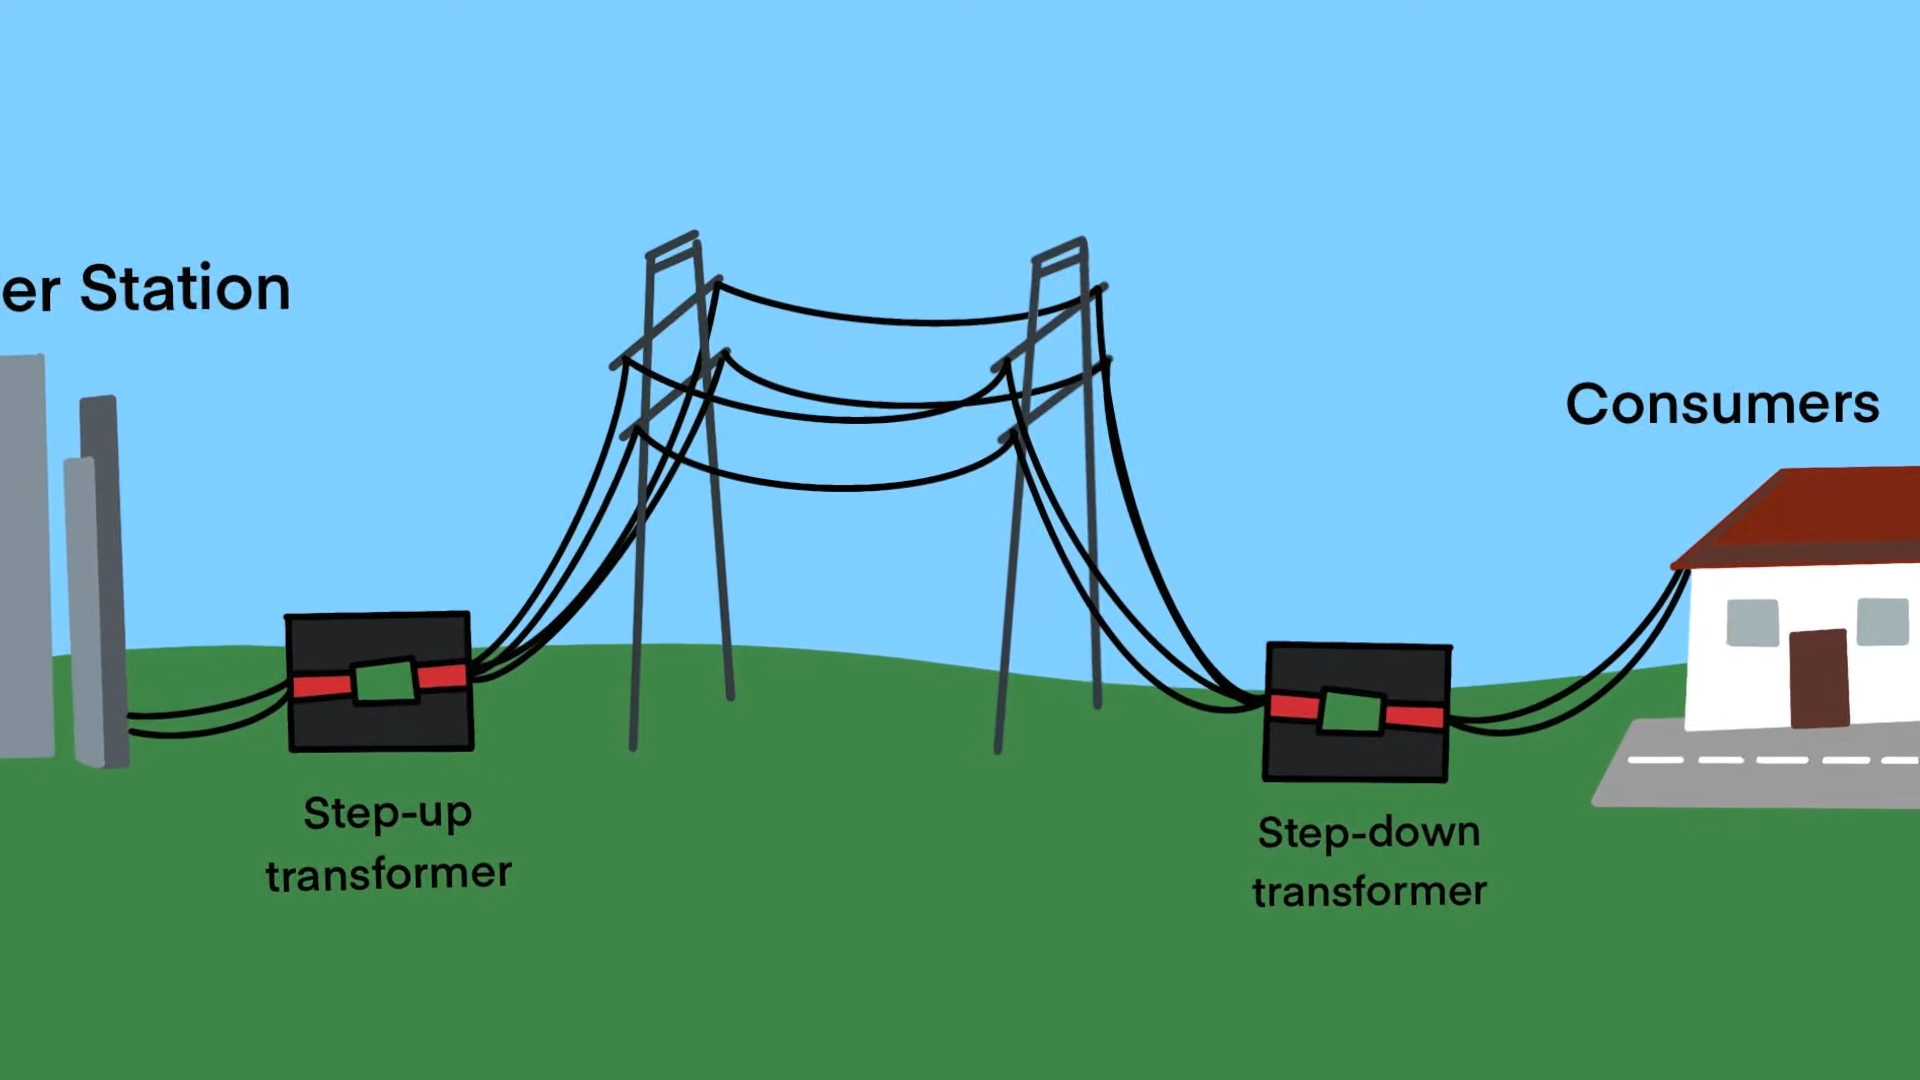 er Station
Consumers
Step-up
transformer
Step-down
transformer